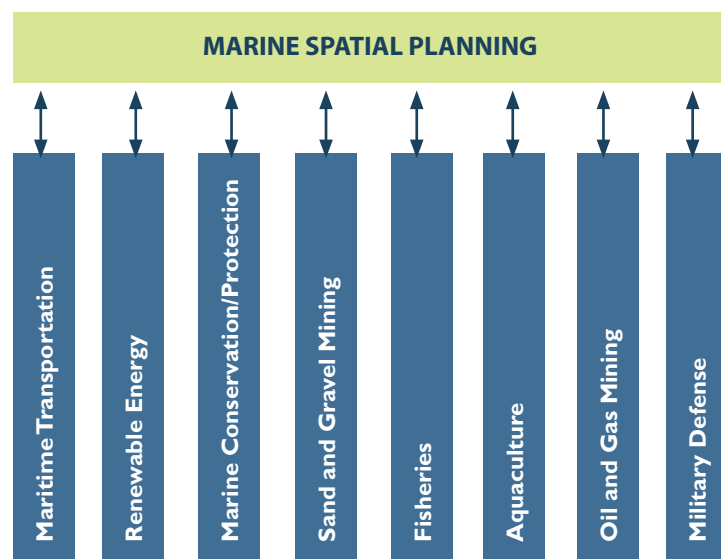 MARINE SPATIAL PLANNING
Maritime Transportation
Renewable Energy
Marine Conservation/Protection
Sand and Gravel Mining
Fisheries
Aquaculture
Oil and Gas Mining
Military Defense